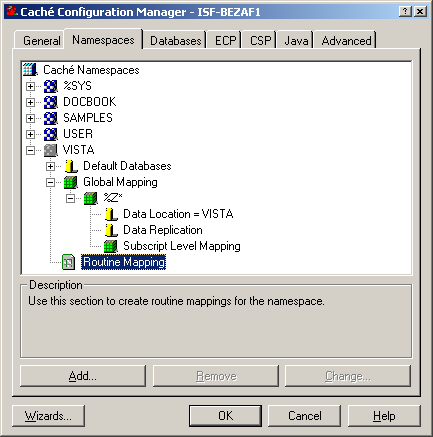 Caché Configuration Manager - ISF-BEZAF1
General Namespaces Databases ECP CSP Java Advanced
Caché Namespaces
%SYS
DOCBOOK
SAMPLES
USER
VISTA
Default Databases
Global Mapping
%Z*
Data Location = VISTA
Data Replication
Subscript Level Mapping
Routine Mapping
Description
Use this section to create routine mappings for the namespace.
Add... Remove Change...
Wizards... OK Cancel Help